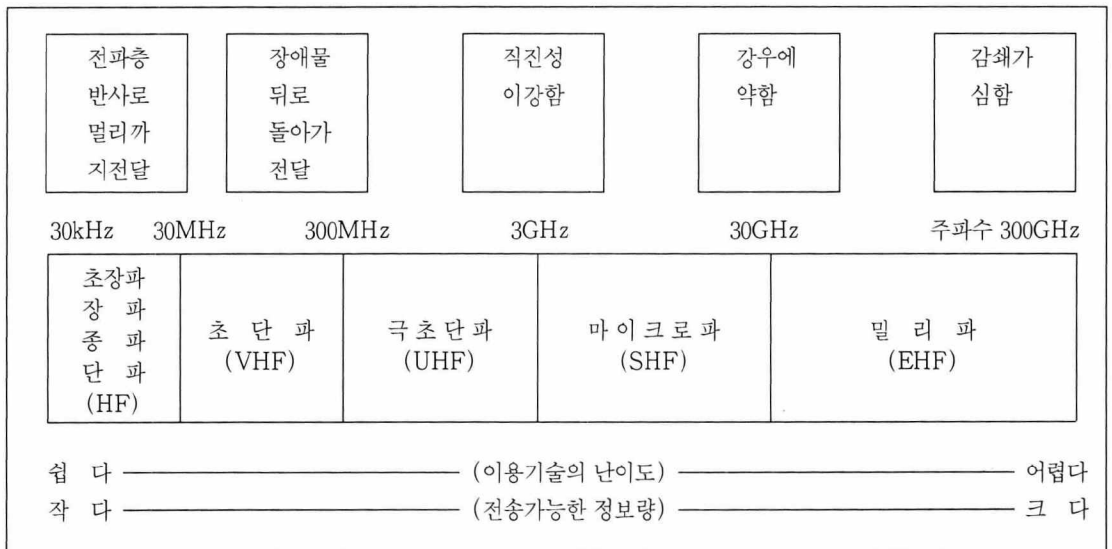 전파층
반사로
멀리까
지전달
장애물
뒤로
돌아가
전달
직진성
이강함
강우에
약함
감쇄가
심함
30kHz 30MHz 300MHz 3GHz 30GHz 주파수 300GHz
초장파
장 파
종 파
단 파
(HF)
초 단 파
(VHF)
극초단파
(UHF)
마이크로파
(SHF)
밀 리 파
(EHF)
쉽 다 (이용기술의 난이도) 어렵다
작 다 (전송가능한 정보량) 크 다